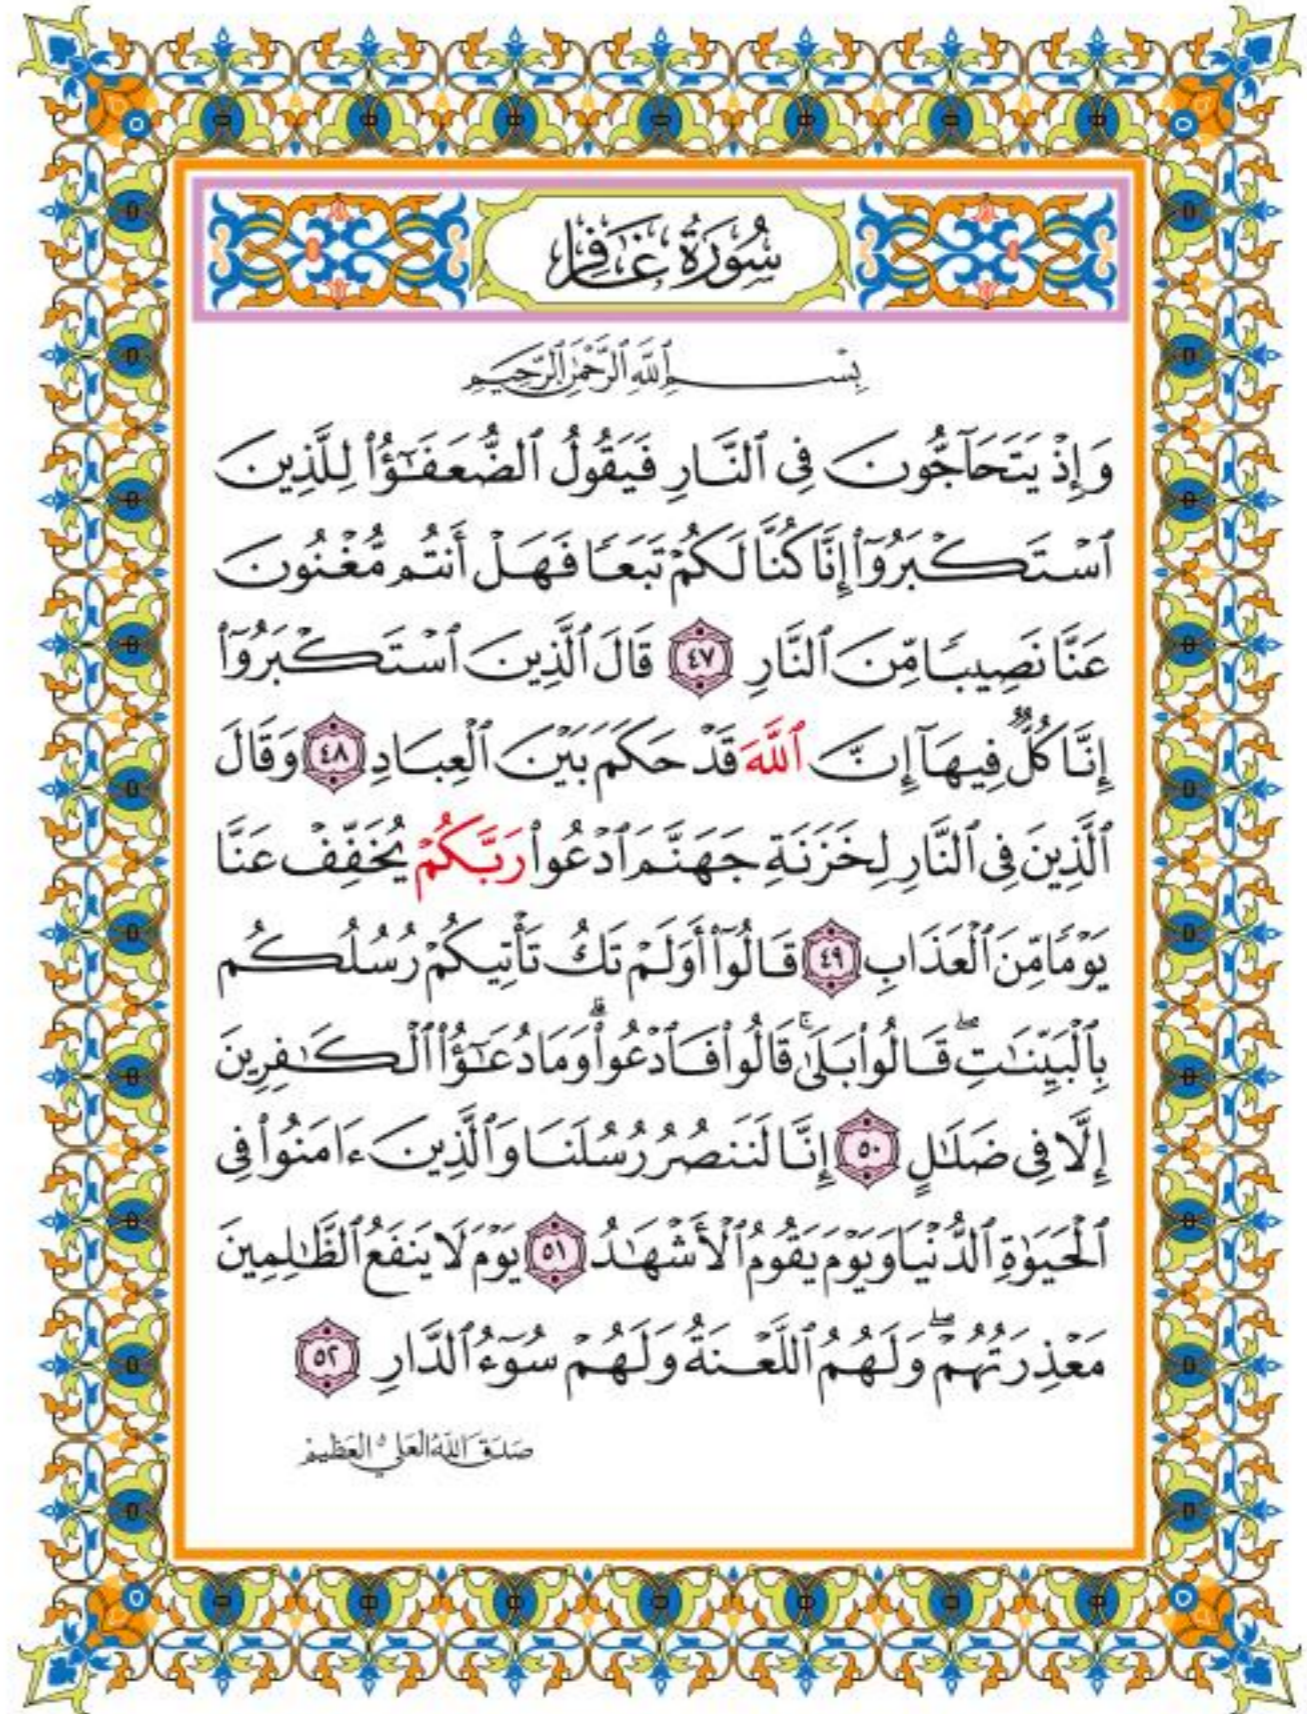 سُورَةُ غَافِرٍ
بِسْمِ ٱللَّهِ ٱلرَّحْمَٰنِ ٱلرَّحِيمِ
وَإِذْ يَتَحَآجُّونَ فِى ٱلنَّارِ فَيَقُولُ ٱلضُّعَفَٰٓؤُا۟ لِلَّذِينَ
ٱسْتَكْبَرُوٓا۟ إِنَّا كُنَّا لَكُمْ تَبَعًا فَهَلْ أَنتُم مُّغْنُونَ
عَنَّا نَصِيبًا مِّنَ ٱلنَّارِ ٤٧ قَالَ ٱلَّذِينَ ٱسْتَكْبَرُوٓا۟
إِنَّا كُلٌّ فِيهَآ إِنَّ ٱللَّهَ قَدْ حَكَمَ بَيْنَ ٱلْعِبَادِ ٤٨ وَقَالَ
ٱلَّذِينَ فِى ٱلنَّارِ لِخَزَنَةِ جَهَنَّمَ ٱدْعُوا۟ رَبَّكُمْ يُخَفِّفْ عَنَّا
يَوْمًا مِّنَ ٱلْعَذَابِ ٤٩ قَالُوٓا۟ أَوَلَمْ تَكُ تَأْتِيكُمْ رُسُلُكُم
بِٱلْبَيِّنَٰتِ ۖ قَالُوا۟ بَلَىٰ ۚ قَالُوا۟ فَٱدْعُوا۟ ۗ وَمَا دُعَٰٓؤُا۟ ٱلْكَٰفِرِينَ
إِلَّا فِى ضَلَٰلٍ ٥٠ إِنَّا لَنَنصُرُ رُسُلَنَا وَٱلَّذِينَ ءَامَنُوا۟ فِى
ٱلْحَيَوٰةِ ٱلدُّنْيَا وَيَوْمَ يَقُومُ ٱلْأَشْهَٰدُ ٥١ يَوْمَ لَا يَنفَعُ ٱلظَّٰلِمِينَ
مَعْذِرَتُهُمْ ۖ وَلَهُمُ ٱللَّعْنَةُ وَلَهُمْ سُوٓءُ ٱلدَّارِ ٥٢
صَدَقَ اللهُ العَلِيُّ العَظِيمْ